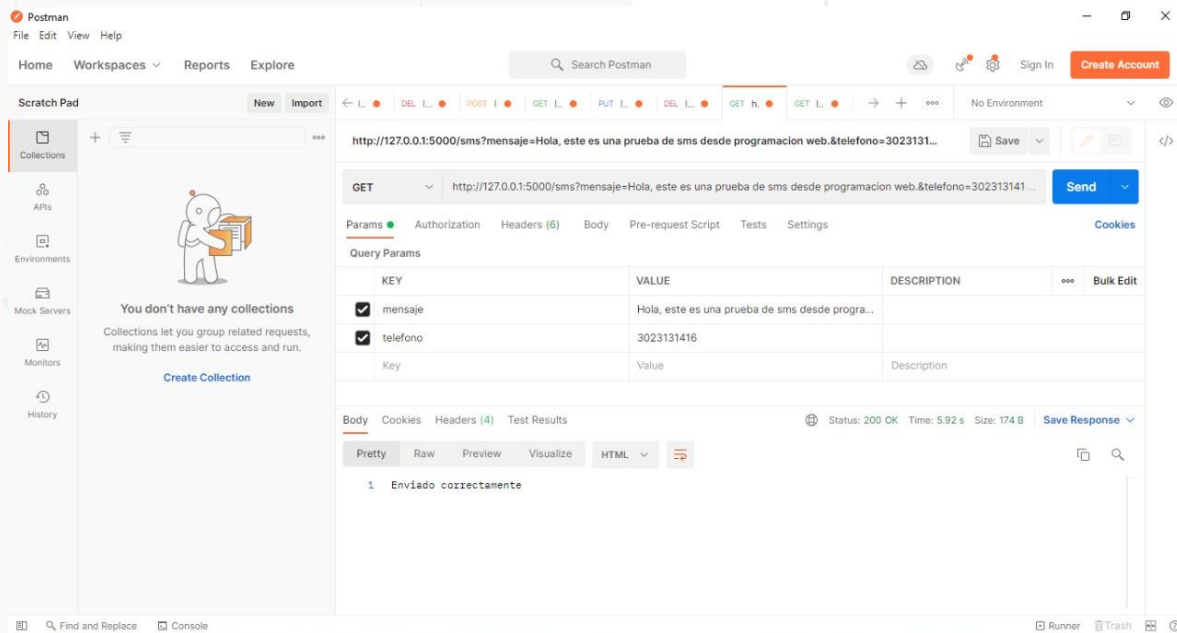 Postman
File Edit View Help
Home Workspaces Reports Explore
Search Postman
Sign In
Create Account
Scratch Pad
New Import
DEL I...
POST I
GET I...
PUT I...
DEL I...
GET h.
GET I...
No Environment
Collections
APIs
Environments
Mock Servers
Monitors
History
You don't have any collections
Collections let you group related requests,
making them easier to access and run.
Create Collection
http://127.0.0.1:5000/sms?mensaje=Hola, este es una prueba de sms desde programacion web.&telefono=3023131...
Save
GET
http://127.0.0.1:5000/sms?mensaje=Hola, este es una prueba de sms desde programacion web.&telefono=302313141...
Send
Params Authorization Headers (6) Body Pre-request Script Tests Settings
Cookies
Query Params
KEY VALUE DESCRIPTION
Bulk Edit
mensaje Hola, este es una prueba de sms desde progra...
telefono 3023131416
Key Value Description
Body Cookies Headers (4) Test Results
Status: 200 OK Time: 5.92 s Size: 174 B Save Response
Pretty Raw Preview Visualize HTML
1 Enviado correctamente
Find and Replace Console
Runner Trash